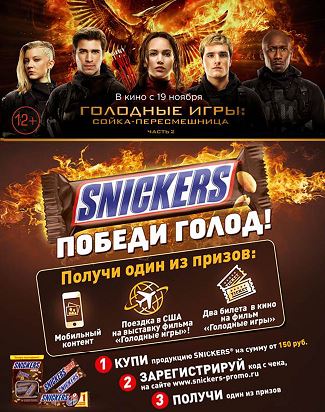 В кино с 19 ноября
12+
ГОЛОДНЫЕ ИГРЫ:
СОЙКА-ПЕРЕСМЕШНИЦА
ЧАСТЬ 2
SNICKERS
ПОБЕДИ ГОЛОД!
Получи один из призов:
Мобильный
контент
Поездка в США
на выставку фильма
«Голодные игры»!
Два билета в кино
на фильм
«Голодные игры»
1 КУПИ продукцию SNICKERS® на сумму от 150 руб.
2 ЗАРЕГИСТРИРУЙ код с чека,
на сайте www.snickers-promo.ru
3 ПОЛУЧИ один из призов
SNICKERS